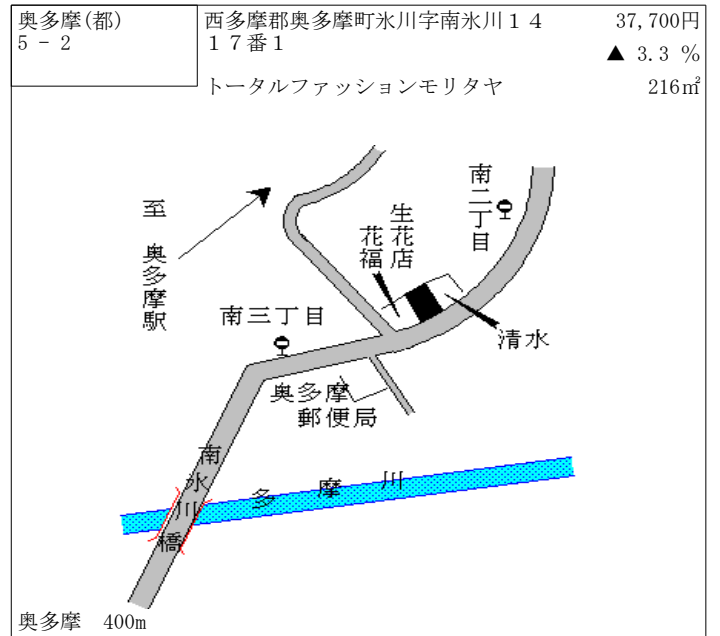 奥多摩(都)
5 - 2
西多摩郡奥多摩町氷川字南氷川14
17番1
37,700円
▲ 3.3 %
トータルファッションモリタヤ
216㎡
至 奥多摩駅
南二丁目
生花店
花福
清水
南三丁目
奥多摩
郵便局
南氷川橋
多摩川
奥多摩 400m